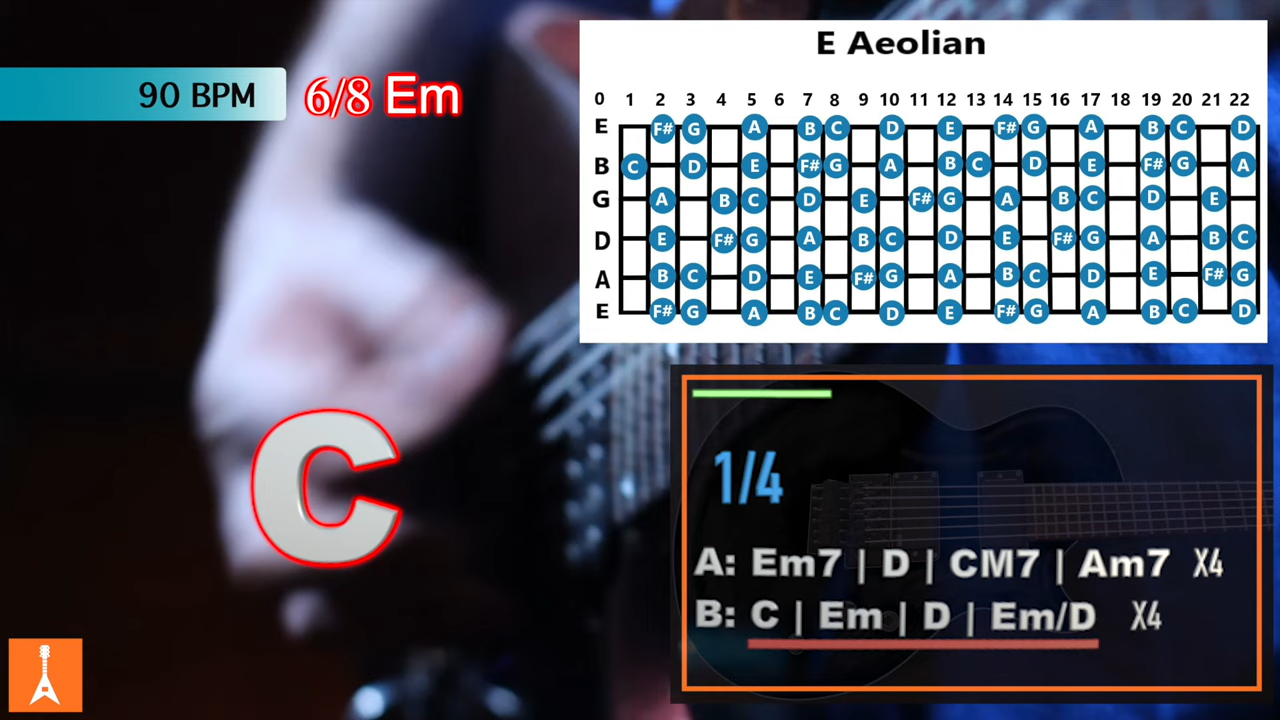 90 BPM 6/8 Em
E Aeolian
0 1 2 3 4 5 6 7 8 9 10 11 12 13 14 15 16 17 18 19 20 21 22
E F# G A B C D E F# G A B C D
B C D E F# G A B C D E F# G A
G A B C D E F# G A B C D E
D E F# G A B C D E F# G A B C
A B C D E F# G A B C D E F# G
E F# G A B C D E F# G A B C D
C
1/4
A: Em7 | D | CM7 | Am7 X4
B: C | Em | D | Em/D X4